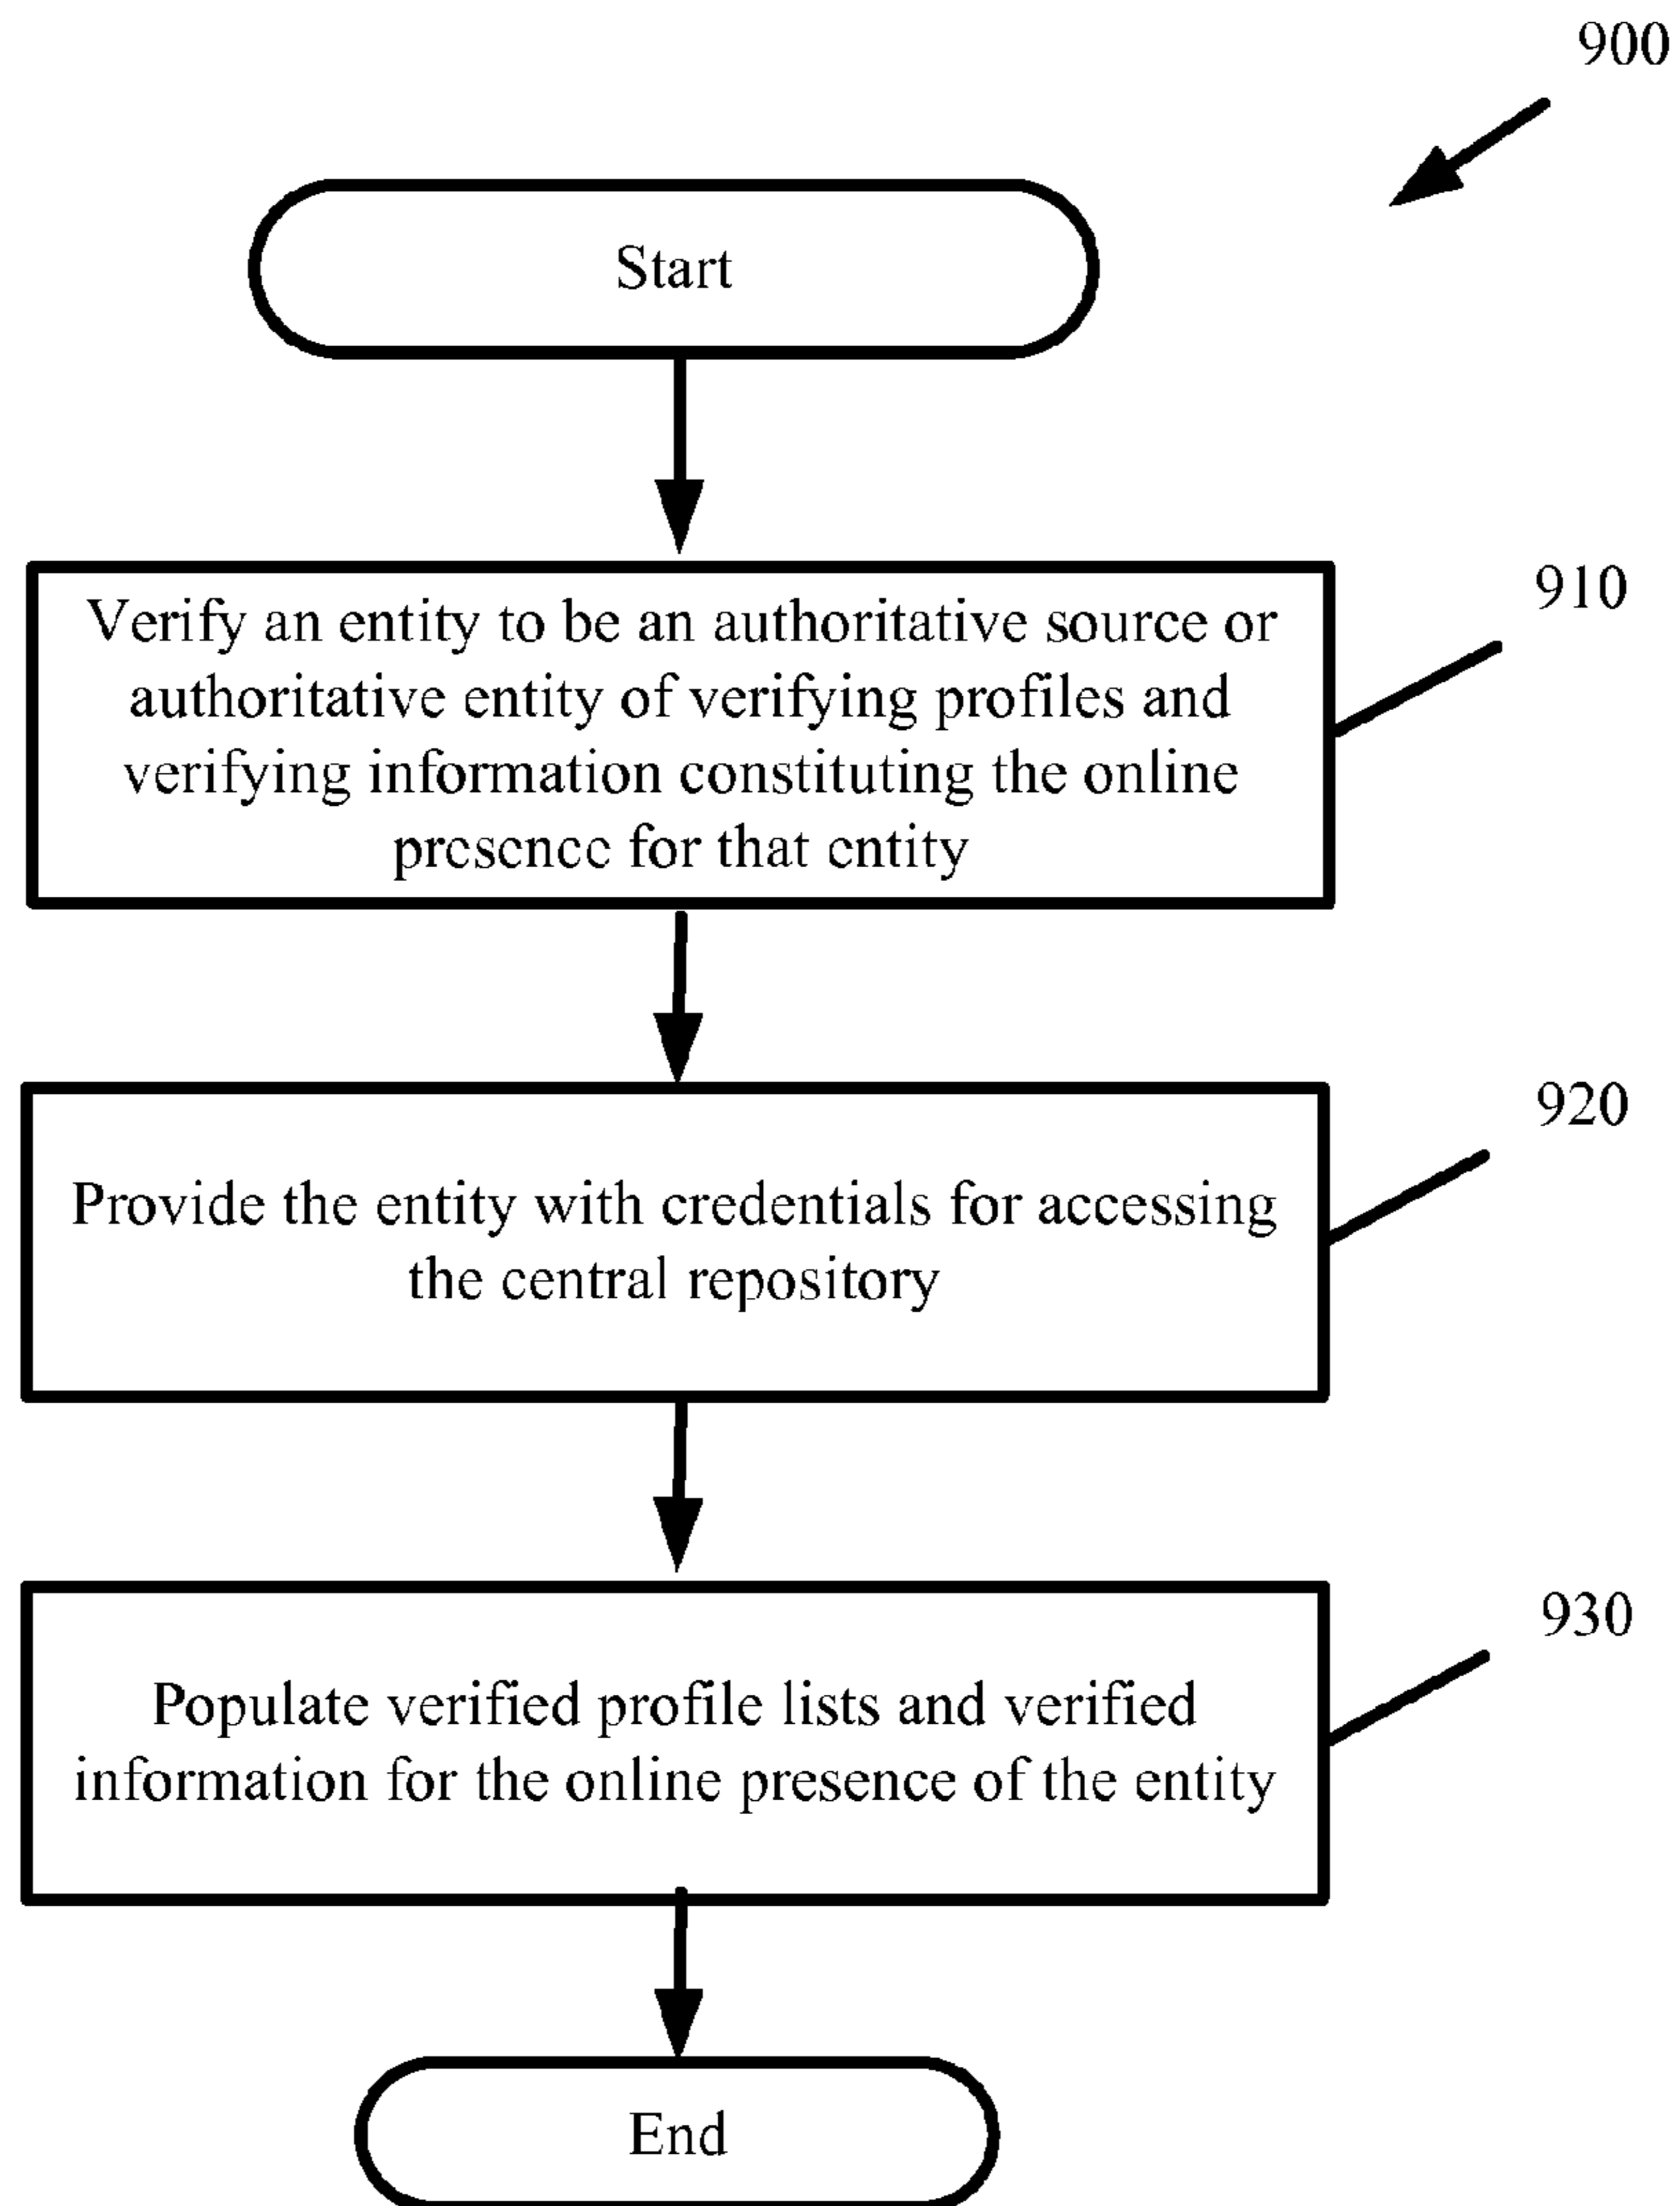 900
Start
Verify an entity to be an authoritative source or
authoritative entity of verifying profiles and
verifying information constituting the online
presence for that entity
910
Provide the entity with credentials for accessing
the central repository
920
Populate verified profile lists and verified
information for the online presence of the entity
930
End